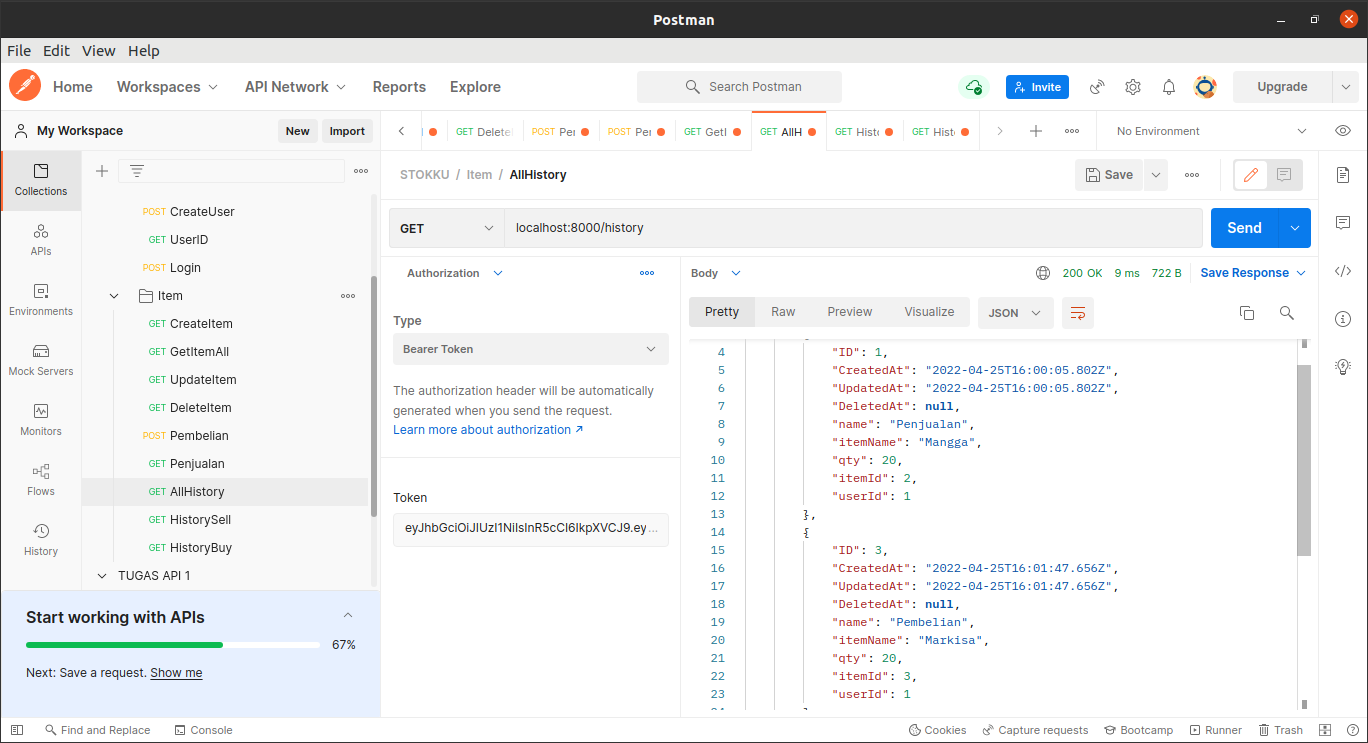 Postman
File Edit View Help
Home Workspaces API Network Reports Explore Search Postman Invite Upgrade
My Workspace New Import
GET Delete POST Per POST Per GET GetI GET AllH GET Histo GET Hist No Environment
Collections
APIs
Environments
Mock Servers
Monitors
Flows
History
POST CreateUser
GET UserID
POST Login
Item
GET CreateItem
GET GetItemAll
GET UpdateItem
GET DeleteItem
POST Pembelian
GET Penjualan
GET AllHistory
GET HistorySell
GET HistoryBuy
TUGAS API 1
Start working with APIs
67%
Next: Save a request. Show me
STOKKU / Item / AllHistory Save
GET localhost:8000/history Send
Authorization
Type
Bearer Token
The authorization header will be automatically
generated when you send the request.
Learn more about authorization ↗
Token
eyJhbGciOiJIUzI1NiIsInR5cCI6IkpXVCJ9.ey...
Body 200 OK 9 ms 722 B Save Response
Pretty Raw Preview Visualize JSON
4 "ID": 1,
5 "CreatedAt": "2022-04-25T16:00:05.802Z",
6 "UpdatedAt": "2022-04-25T16:00:05.802Z",
7 "DeletedAt": null,
8 "name": "Penjualan",
9 "itemName": "Mangga",
10 "qty": 20,
11 "itemId": 2,
12 "userId": 1
13 },
14 {
15 "ID": 3,
16 "CreatedAt": "2022-04-25T16:01:47.656Z",
17 "UpdatedAt": "2022-04-25T16:01:47.656Z",
18 "DeletedAt": null,
19 "name": "Pembelian",
20 "itemName": "Markisa",
21 "qty": 20,
22 "itemId": 3,
23 "userId": 1
Find and Replace Console Cookies Capture requests Bootcamp Runner Trash